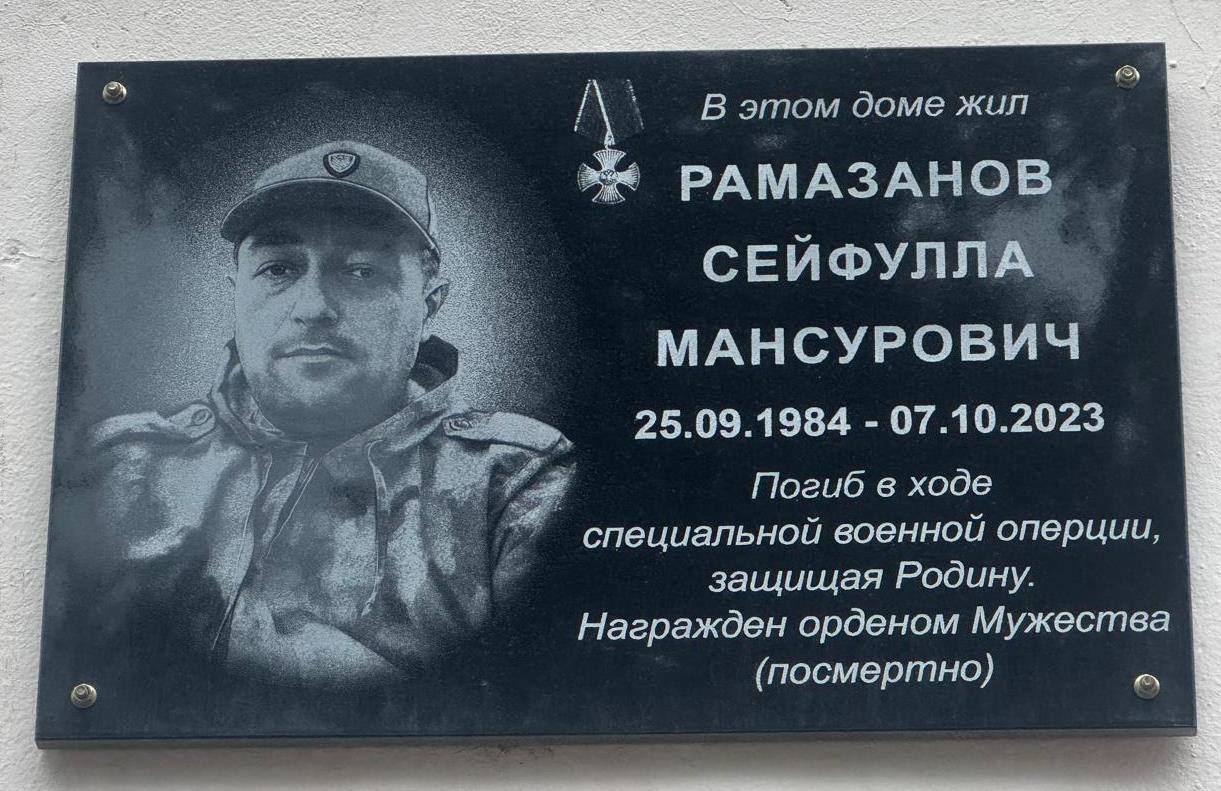 В этом доме жил
РАМАЗАНОВ
СЕЙФУЛЛА
МАНСУРОВИЧ
25.09.1984 - 07.10.2023
Погиб в ходе
специальной военной оперции,
защищая Родину.
Награжден орденом Мужества
(посмертно)